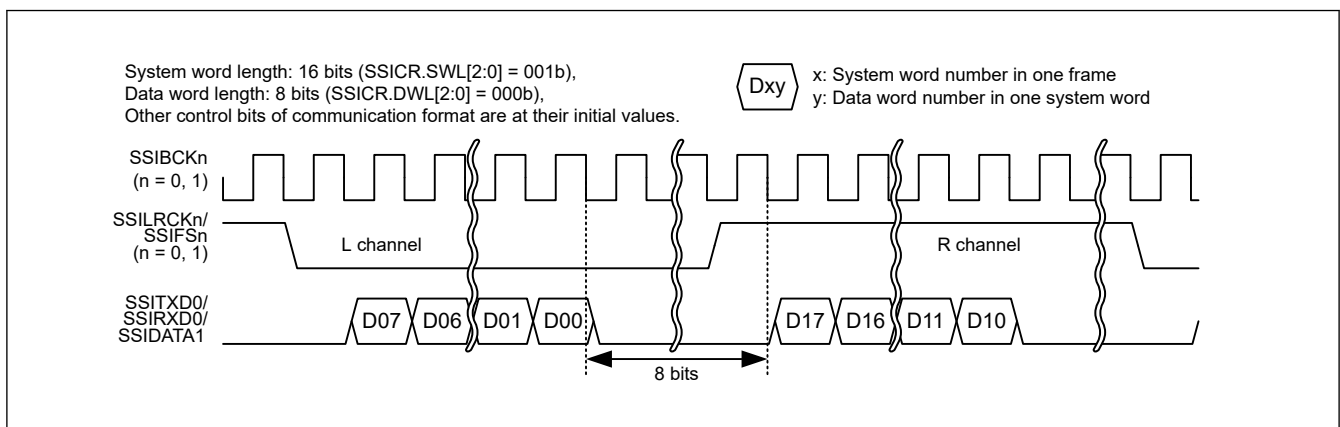 System word length: 16 bits (SSICR.SWL[2:0] = 001b),
Data word length: 8 bits (SSICR.DWL[2:0] = 000b),
Other control bits of communication format are at their initial values.
Dxy
x: System word number in one frame
y: Data word number in one system word
SSIBCKn
(n = 0, 1)
SSILRCKn/
SSIFSn
(n = 0, 1)
L channel
R channel
SSITXD0/
SSIRXD0/
SSIDATA1
D07 D06 D01 D00 D17 D16 D11 D10
8 bits